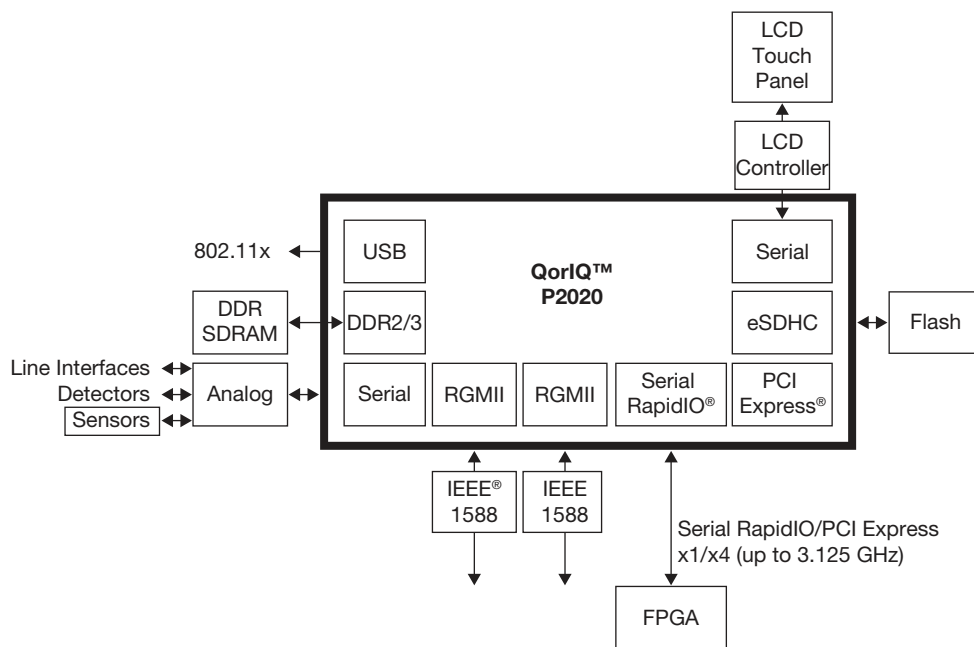 LCD
Touch
Panel
LCD
Controller
802.11x
USB
QorIQ™
P2020
Serial
DDR
SDRAM
DDR2/3
eSDHC
Flash
Line Interfaces
Detectors
Sensors
Analog
Serial
RGMII
RGMII
Serial
RapidIO®
PCI
Express®
IEEE®
1588
IEEE
1588
Serial RapidIO/PCI Express
x1/x4 (up to 3.125 GHz)
FPGA